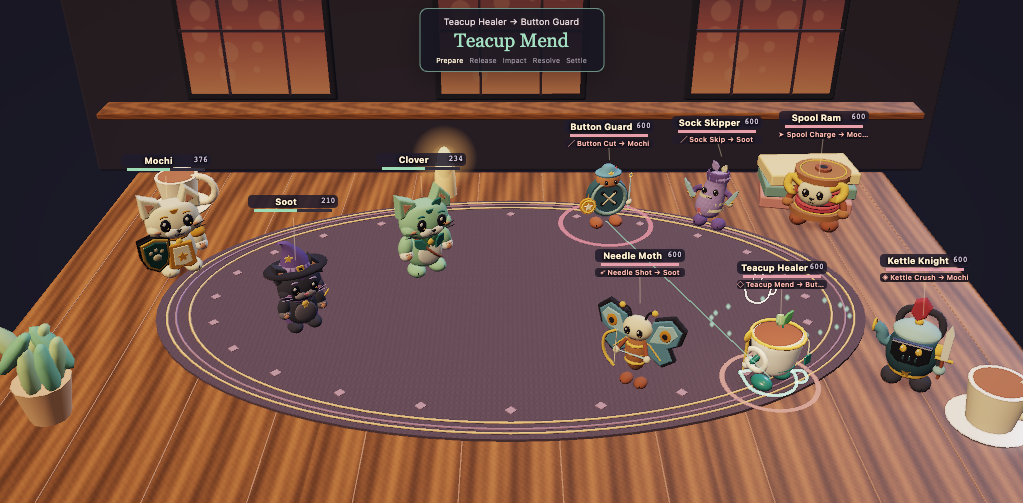 Teacup Healer → Button Guard
Teacup Mend
Prepare Release Impact Resolve Settle
Mochi 376
Soot 210
Clover 234
Button Guard 600
Button Cut → Mochi
Sock Skipper 600
Sock Skip → Soot
Spool Ram 600
Spool Charge → Moc...
Needle Moth 600
Needle Shot → Soot
Teacup Healer 600
Teacup Mend → But...
Kettle Knight 600
Kettle Crush → Mochi